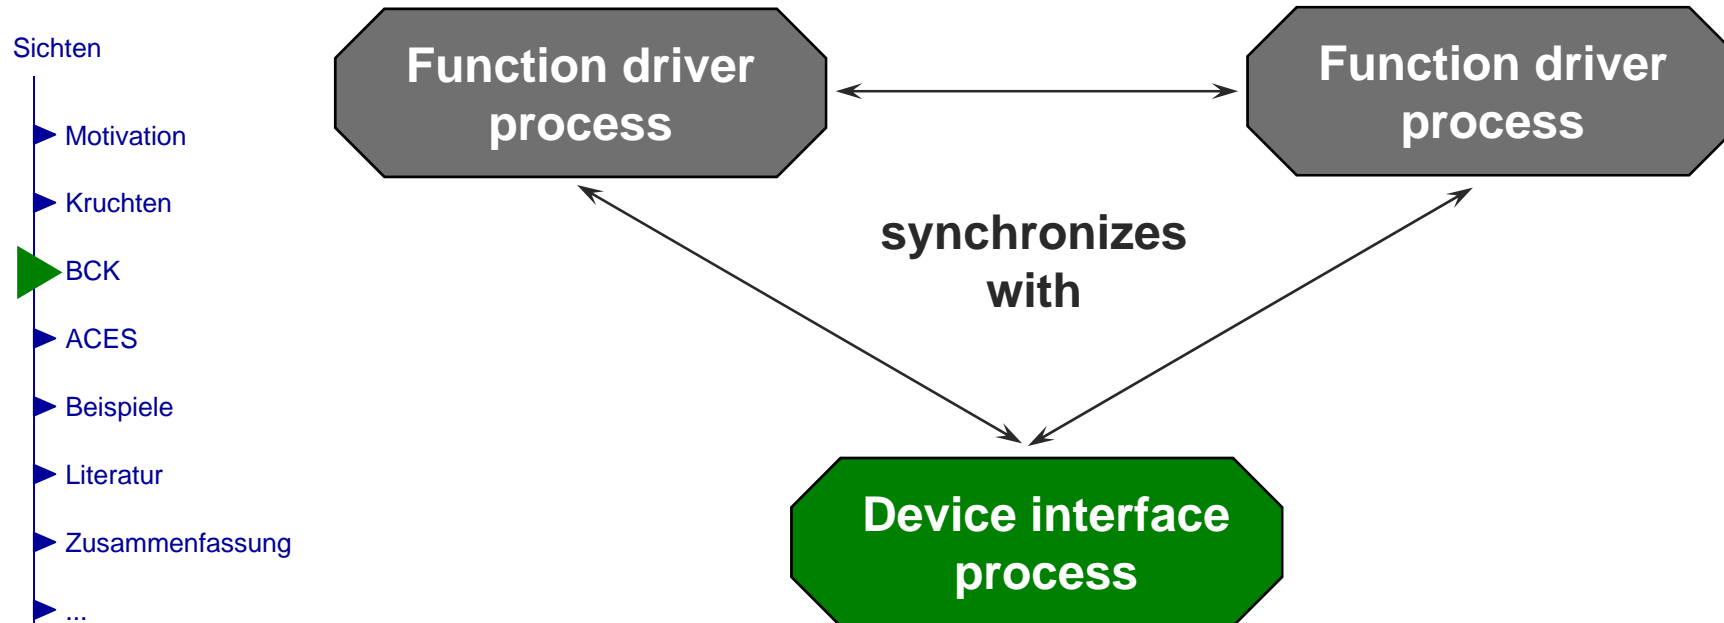 Sichten
Motivation
Kruchten
BCK
ACES
Beispiele
Literatur
Zusammenfassung
...
Function driver
process
Function driver
process
synchronizes
with
Device interface
process